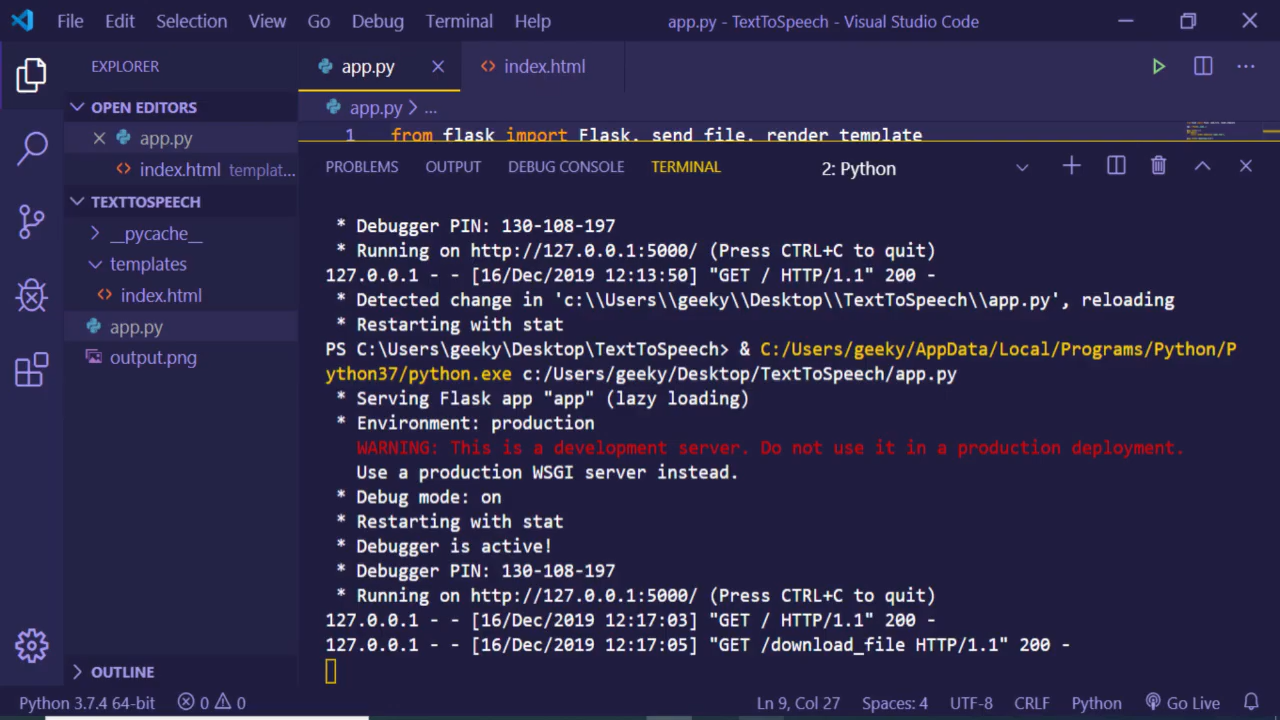 File Edit Selection View Go Debug Terminal Help app.py - TextToSpeech - Visual Studio Code
EXPLORER
OPEN EDITORS
app.py
index.html templat...
TEXTTOSPEECH
__pycache__
templates
index.html
app.py
output.png
OUTLINE
app.py index.html
app.py > ...
1 from flask import Flask, send_file, render_template
PROBLEMS OUTPUT DEBUG CONSOLE TERMINAL 2: Python
* Debugger PIN: 130-108-197
* Running on http://127.0.0.1:5000/ (Press CTRL+C to quit)
127.0.0.1 - - [16/Dec/2019 12:13:50] "GET / HTTP/1.1" 200 -
* Detected change in 'c:\\Users\\geeky\\Desktop\\TextToSpeech\\app.py', reloading
* Restarting with stat
PS C:\Users\geeky\Desktop\TextToSpeech> & C:/Users/geeky/AppData/Local/Programs/Python/P
ython37/python.exe c:/Users/geeky/Desktop/TextToSpeech/app.py
* Serving Flask app "app" (lazy loading)
* Environment: production
WARNING: This is a development server. Do not use it in a production deployment.
Use a production WSGI server instead.
* Debug mode: on
* Restarting with stat
* Debugger is active!
* Debugger PIN: 130-108-197
* Running on http://127.0.0.1:5000/ (Press CTRL+C to quit)
127.0.0.1 - - [16/Dec/2019 12:17:03] "GET / HTTP/1.1" 200 -
127.0.0.1 - - [16/Dec/2019 12:17:05] "GET /download_file HTTP/1.1" 200 -
Python 3.7.4 64-bit 0 0 Ln 9, Col 27 Spaces: 4 UTF-8 CRLF Python Go Live